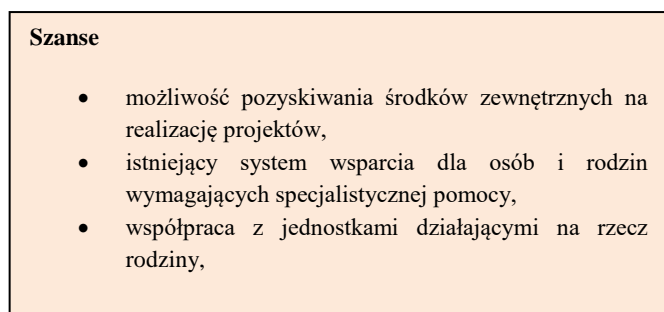 Szanse
• możliwość pozyskiwania środków zewnętrznych na
realizację projektów,
• istniejący system wsparcia dla osób i rodzin
wymagających specjalistycznej pomocy,
• współpraca z jednostkami działającymi na rzecz
rodziny,